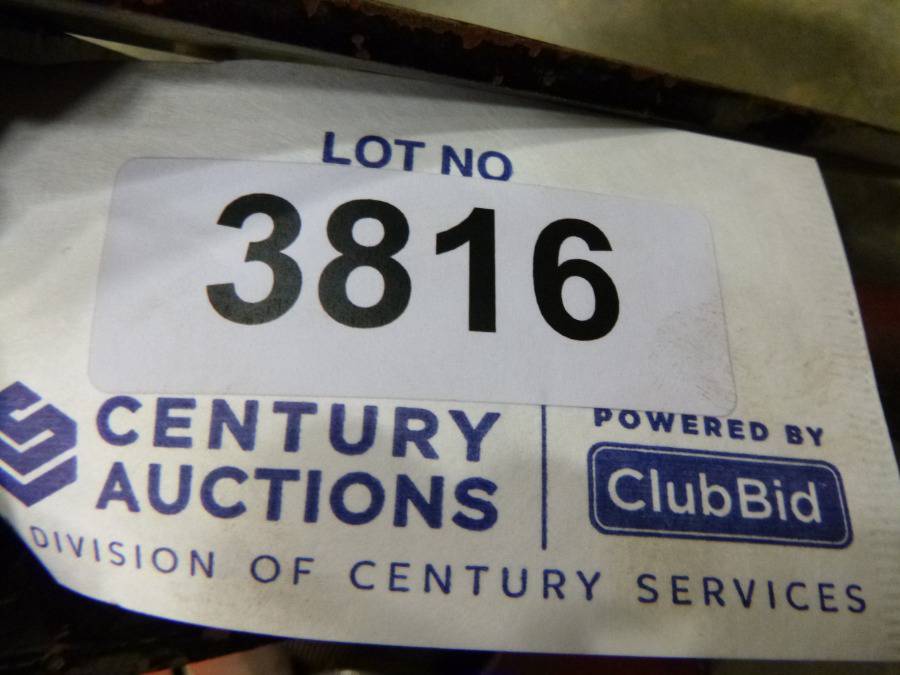 LOT NO
3816
CENTURY
AUCTIONS
DIVISION OF CENTURY SERVICES
POWERED BY
ClubBid